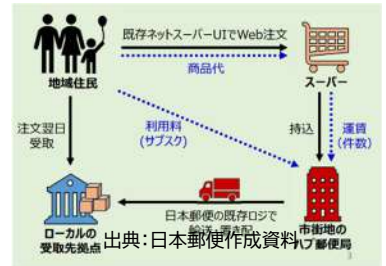 既存ネットスーパーUIでWeb注文
商品代
地域住民
スーパー
注文翌日
受取
利用料
(サブスク)
持込
運賃
(件数)
日本郵便の既存ロジで
輸送・置き配
ローカルの
受取先拠点
市街地の
ハブ郵便局
出典:日本郵便作成資料
3